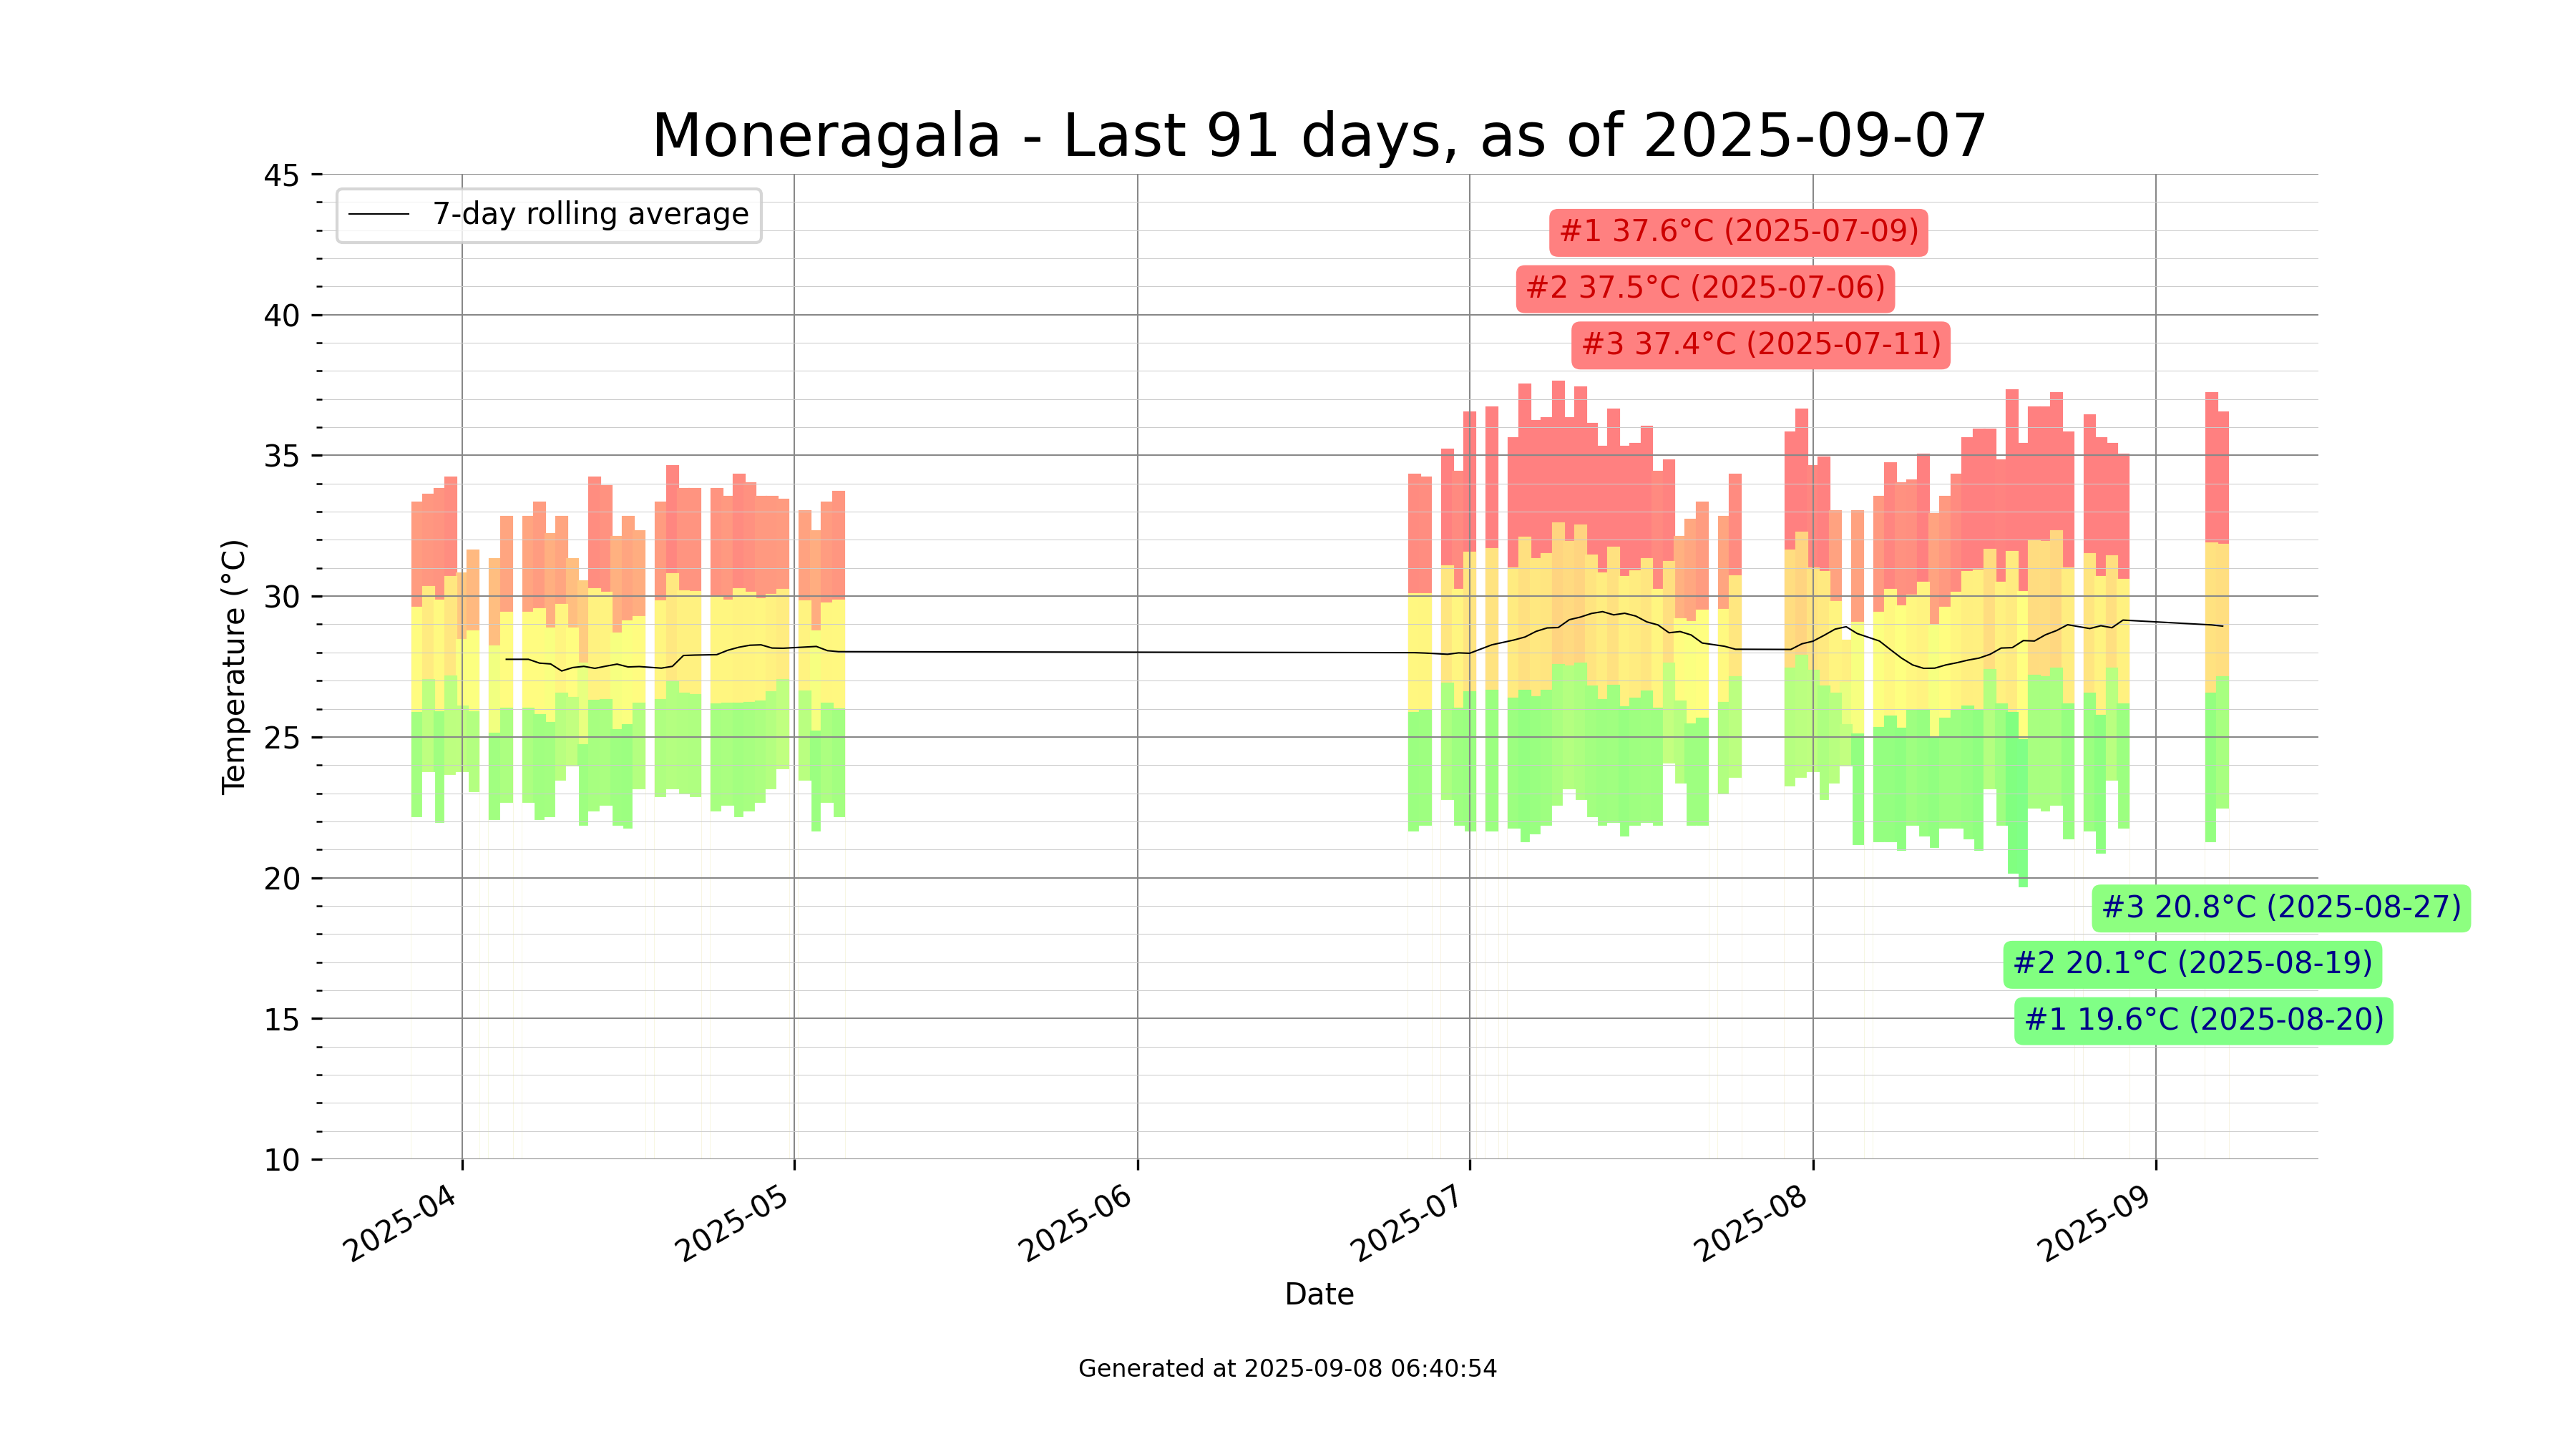 Moneragala - Last 91 days, as of 2025-09-07
7-day rolling average
#1 37.6°C (2025-07-09)
#2 37.5°C (2025-07-06)
#3 37.4°C (2025-07-11)
45
40
35
30
25
20
15
10
Temperature (°C)
#3 20.8°C (2025-08-27)
#2 20.1°C (2025-08-19)
#1 19.6°C (2025-08-20)
2025-04
2025-05
2025-06
2025-07
2025-08
2025-09
Date
Generated at 2025-09-08 06:40:54